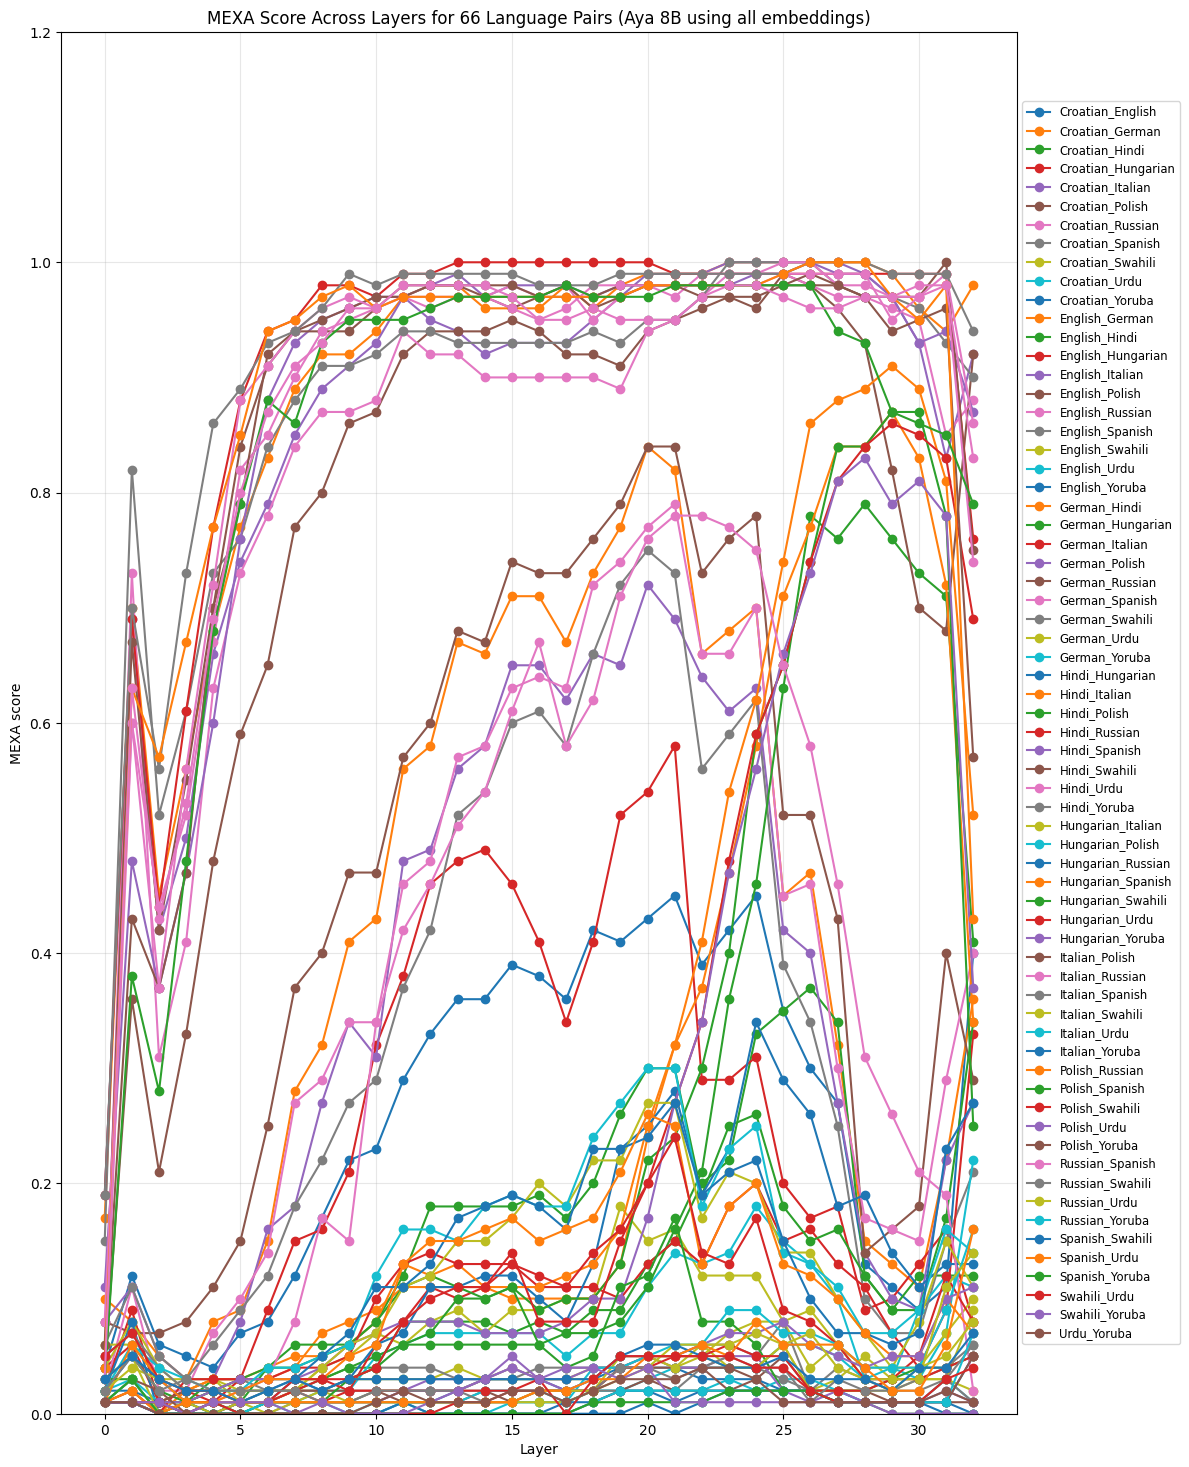 MEXA Score Across Layers for 66 Language Pairs (Aya 8B using all embeddings)
MEXA score
1.2
1.0
0.8
0.6
0.4
0.2
0.0
0
5
10
15
20
25
30
Layer
Croatian_English
Croatian_German
Croatian_Hindi
Croatian_Hungarian
Croatian_Italian
Croatian_Polish
Croatian_Russian
Croatian_Spanish
Croatian_Swahili
Croatian_Urdu
Croatian_Yoruba
English_German
English_Hindi
English_Hungarian
English_Italian
English_Polish
English_Russian
English_Spanish
English_Swahili
English_Urdu
English_Yoruba
German_Hindi
German_Hungarian
German_Italian
German_Polish
German_Russian
German_Spanish
German_Swahili
German_Urdu
German_Yoruba
Hindi_Hungarian
Hindi_Italian
Hindi_Polish
Hindi_Russian
Hindi_Spanish
Hindi_Swahili
Hindi_Urdu
Hindi_Yoruba
Hungarian_Italian
Hungarian_Polish
Hungarian_Russian
Hungarian_Spanish
Hungarian_Swahili
Hungarian_Urdu
Hungarian_Yoruba
Italian_Polish
Italian_Russian
Italian_Spanish
Italian_Swahili
Italian_Urdu
Italian_Yoruba
Polish_Russian
Polish_Spanish
Polish_Swahili
Polish_Urdu
Polish_Yoruba
Russian_Spanish
Russian_Swahili
Russian_Urdu
Russian_Yoruba
Spanish_Swahili
Spanish_Urdu
Spanish_Yoruba
Swahili_Urdu
Swahili_Yoruba
Urdu_Yoruba